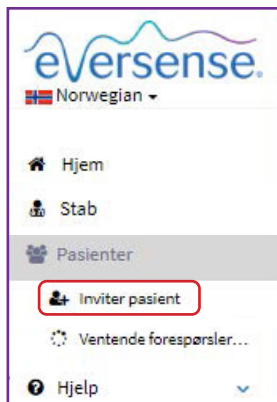 eversense.
Norwegian
Hjem
Stab
Pasienter
Inviter pasient
Ventende forespørsler...
Hjelp